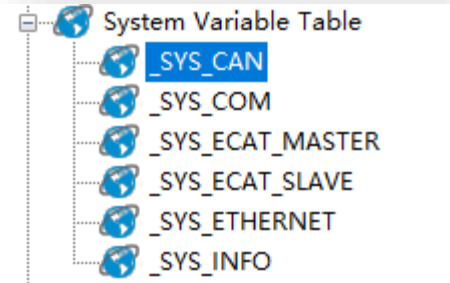 System Variable Table
_SYS_CAN
_SYS_COM
_SYS_ECAT_MASTER
_SYS_ECAT_SLAVE
_SYS_ETHERNET
_SYS_INFO